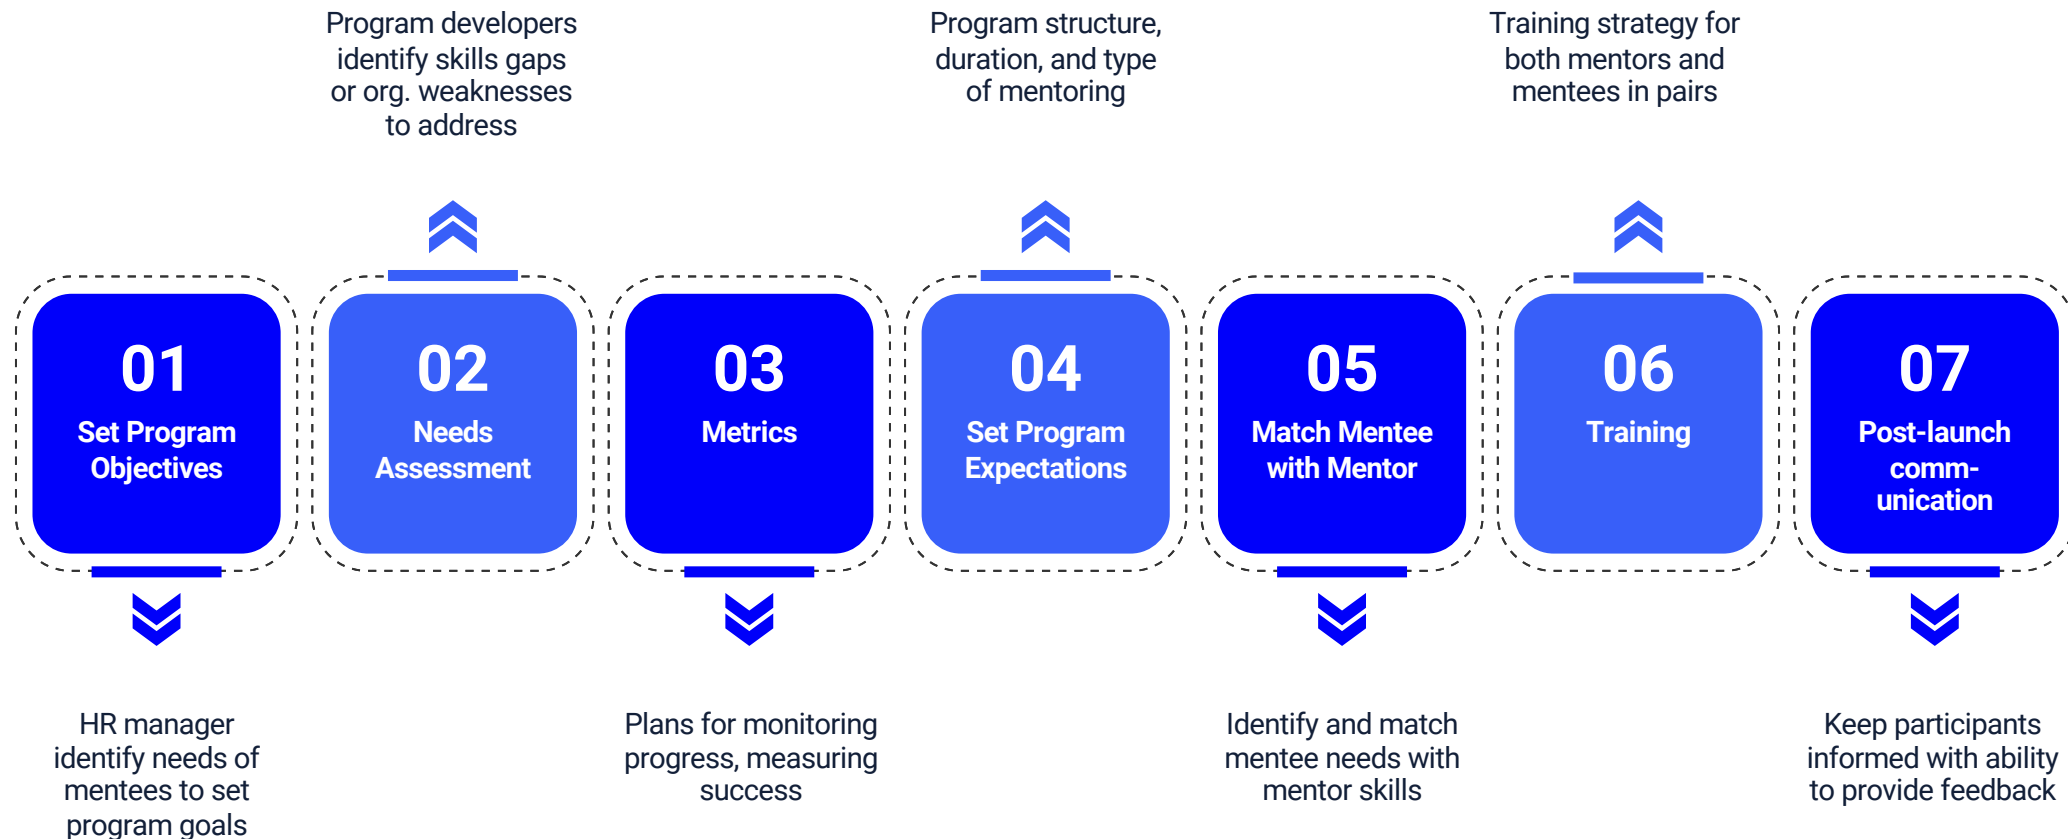 Program developers
identify skills gaps
or org. weaknesses
to address
Program structure,
duration, and type
of mentoring
Training strategy for
both mentors and
mentees in pairs
01
Set Program
Objectives
02
Needs
Assessment
03
Metrics
04
Set Program
Expectations
05
Match Mentee
with Mentor
06
Training
07
Post-launch
comm-
unication
HR manager
identify needs of
mentees to set
program goals
Plans for monitoring
progress, measuring
success
Identify and match
mentee needs with
mentor skills
Keep participants
informed with ability
to provide feedback